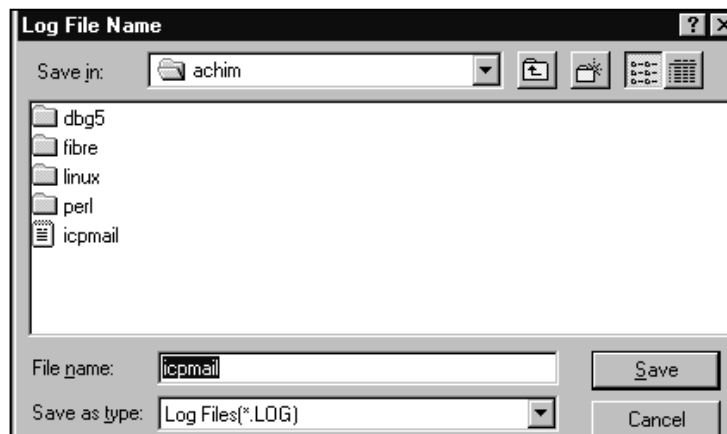 Log File Name
Save in: achim
dbg5
fibre
linux
perl
icpmail
File name: icpmail Save
Save as type: Log Files(*.LOG) Cancel